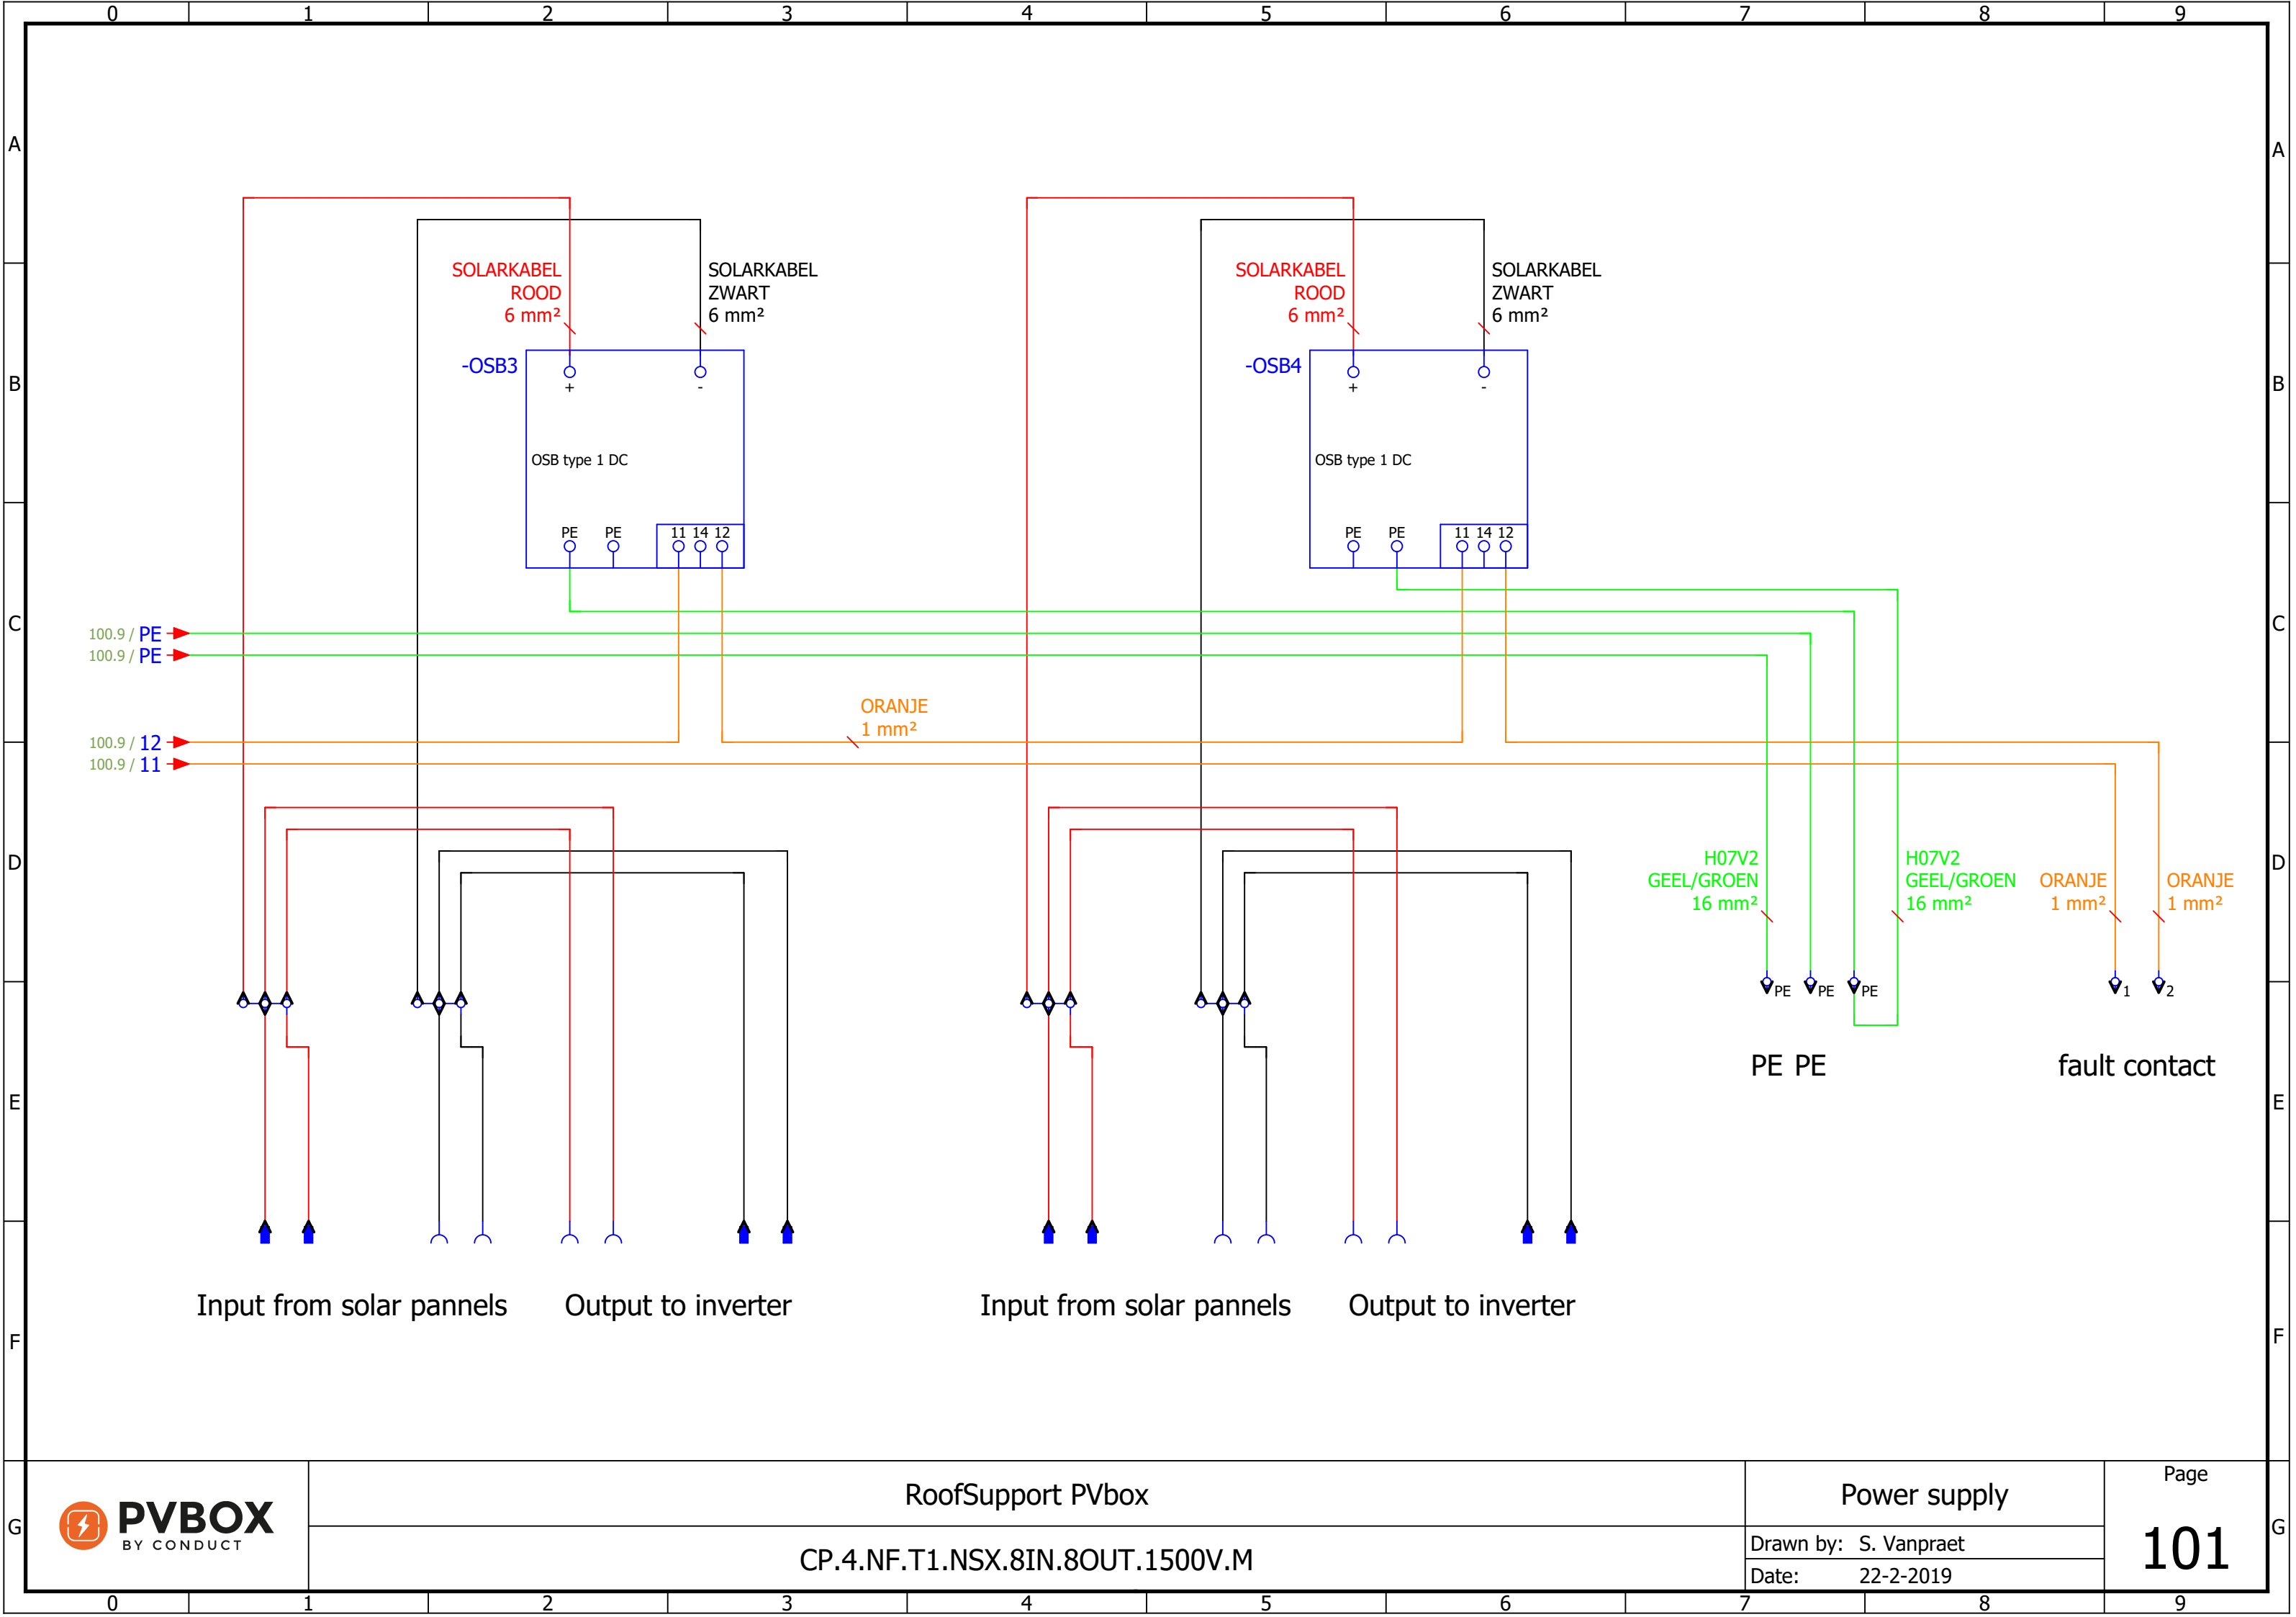 0 1 2 3 4 5 6 7 8 9
A A
SOLARKABEL
ROOD
6 mm²
SOLARKABEL
ZWART
6 mm²
SOLARKABEL
ROOD
6 mm²
SOLARKABEL
ZWART
6 mm²
B B
-OSB3
+ -
OSB type 1 DC
PE PE 11 14 12
-OSB4
+ -
OSB type 1 DC
PE PE 11 14 12
C C
100.9 / PE
100.9 / PE
ORANJE
1 mm²
100.9 / 12
100.9 / 11
D D
H07V2
GEEL/GROEN
16 mm²
H07V2
GEEL/GROEN
16 mm²
ORANJE
1 mm²
ORANJE
1 mm²
PE PE PE 1 2
PE PE
fault contact
E E
Input from solar pannels
Output to inverter
Input from solar pannels
Output to inverter
F F
G G
PVBOX
BY CONDUCT
RoofSupport PVbox
CP.4.NF.T1.NSX.8IN.8OUT.1500V.M
Power supply
Drawn by: S. Vanpraet
Date: 22-2-2019
Page
101
0 1 2 3 4 5 6 7 8 9